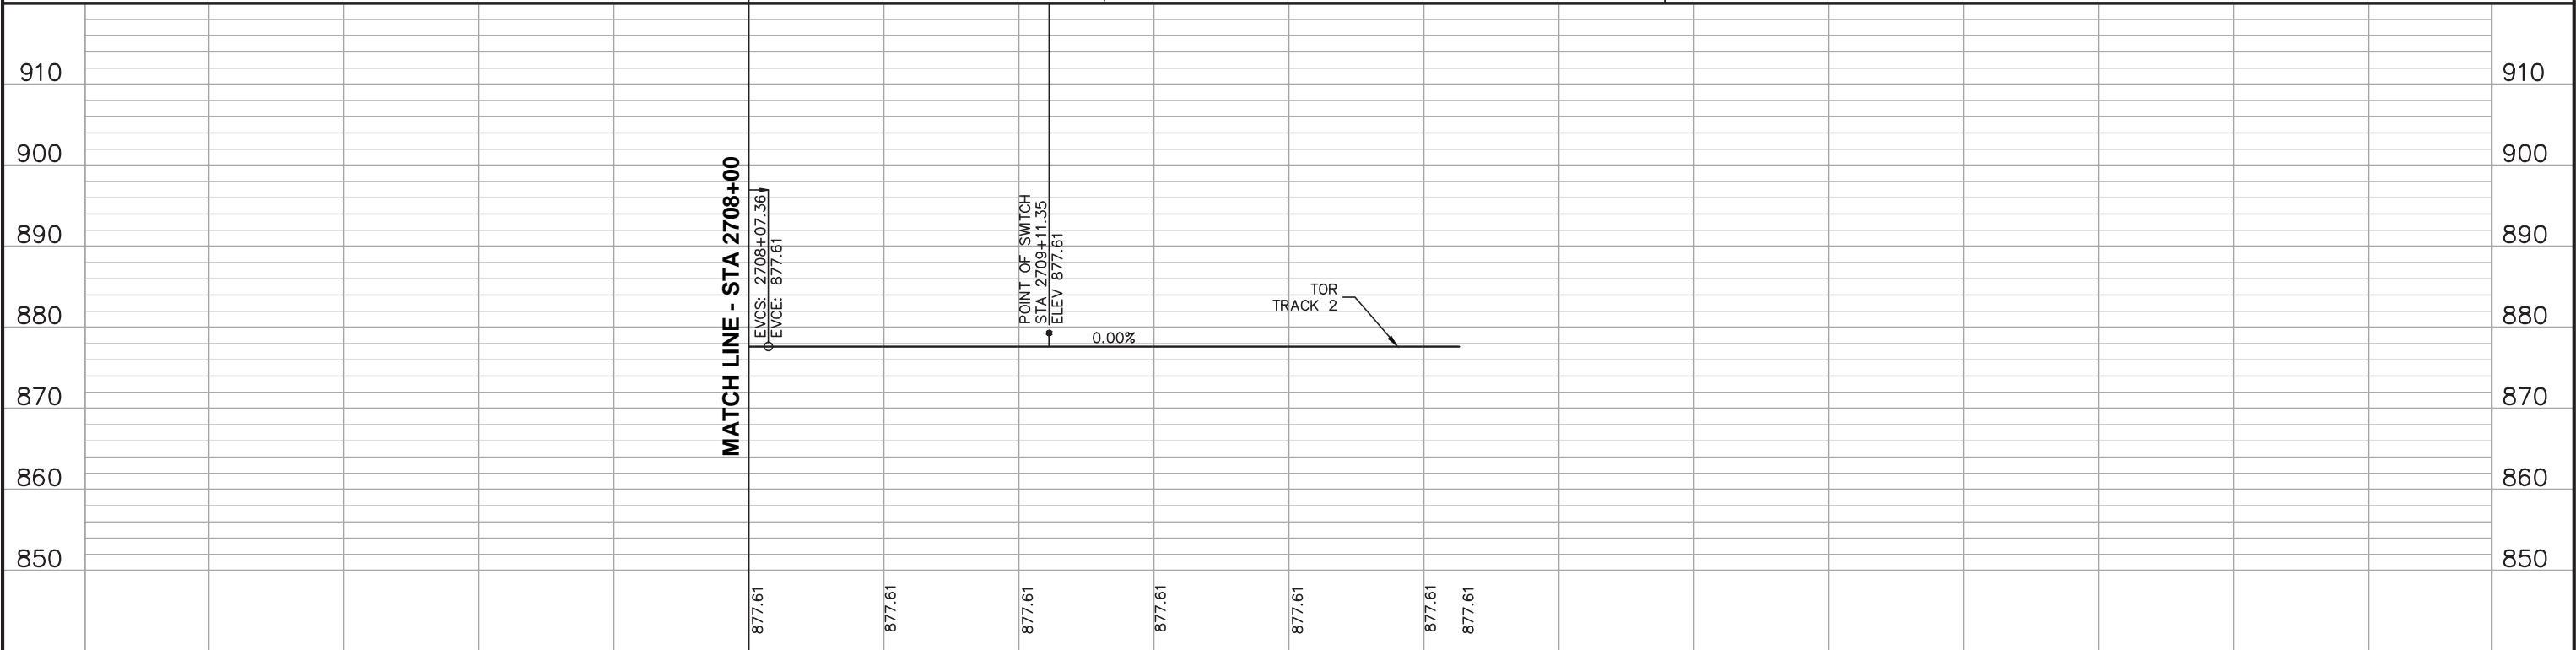 910
900
890
880
870
860
850
MATCH LINE - STA 2708+00
EVCS: 2708+07.36
EVCE: 877.61
POINT OF SWITCH
STA 2709+11.35
ELEV 877.61
0.00%
TOR
TRACK 2
910
900
890
880
870
860
850
877.61
877.61
877.61
877.61
877.61
877.61
877.61